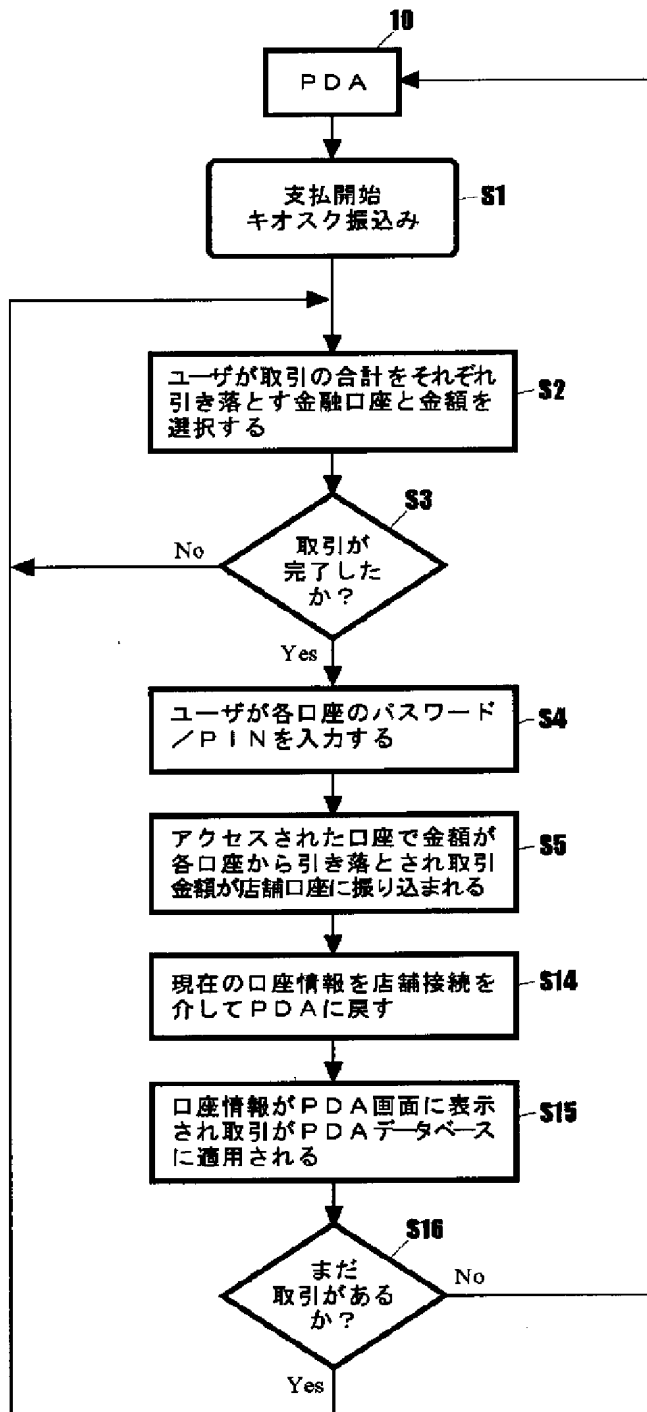 10
PDA
支払開始
キオスク振込み
S1
ユーザが取引の合計をそれぞれ
引き落とす金融口座と金額を
選択する
S2
S3
取引が
完了した
か？
No
Yes
ユーザが各口座のパスワード
／PINを入力する
S4
アクセスされた口座で金額が
各口座から引き落とされ取引
金額が店舗口座に振り込まれる
S5
現在の口座情報を店舗接続を
介してPDAに戻す
S14
口座情報がPDA画面に表示
され取引がPDAデータベース
に適用される
S15
S16
まだ
取引がある
か？
No
Yes